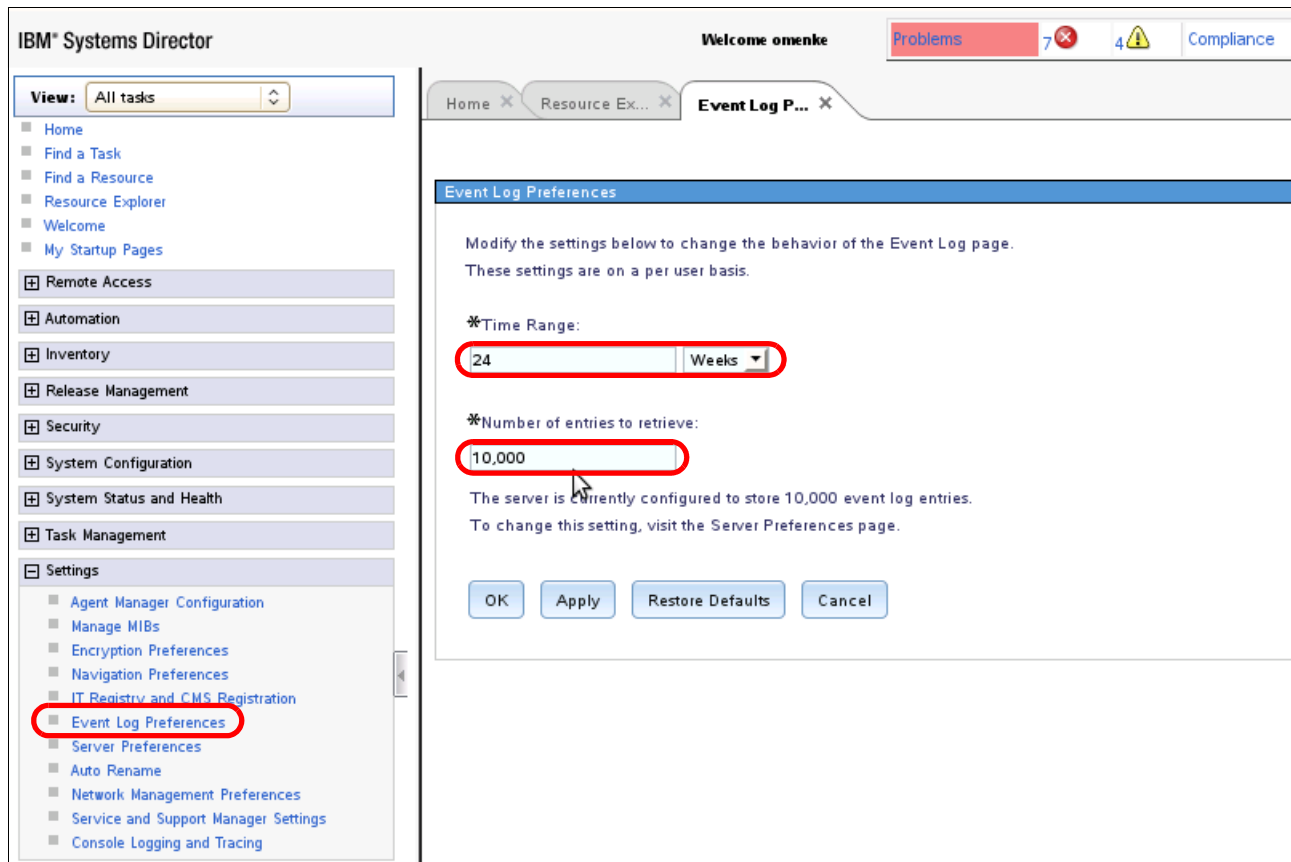 IBM® Systems Director
Welcome omenke
Problems
7
4
Compliance
View: All tasks
Home
Find a Task
Find a Resource
Resource Explorer
Welcome
My Startup Pages
Remote Access
Automation
Inventory
Release Management
Security
System Configuration
System Status and Health
Task Management
Settings
Agent Manager Configuration
Manage MIBs
Encryption Preferences
Navigation Preferences
IT Registry and CMS Registration
Event Log Preferences
Server Preferences
Auto Rename
Network Management Preferences
Service and Support Manager Settings
Console Logging and Tracing
Home
Resource Ex...
Event Log P...
Event Log Preferences
Modify the settings below to change the behavior of the Event Log page.
These settings are on a per user basis.
*Time Range:
24 Weeks
*Number of entries to retrieve:
10,000
The server is currently configured to store 10,000 event log entries.
To change this setting, visit the Server Preferences page.
OK Apply Restore Defaults Cancel